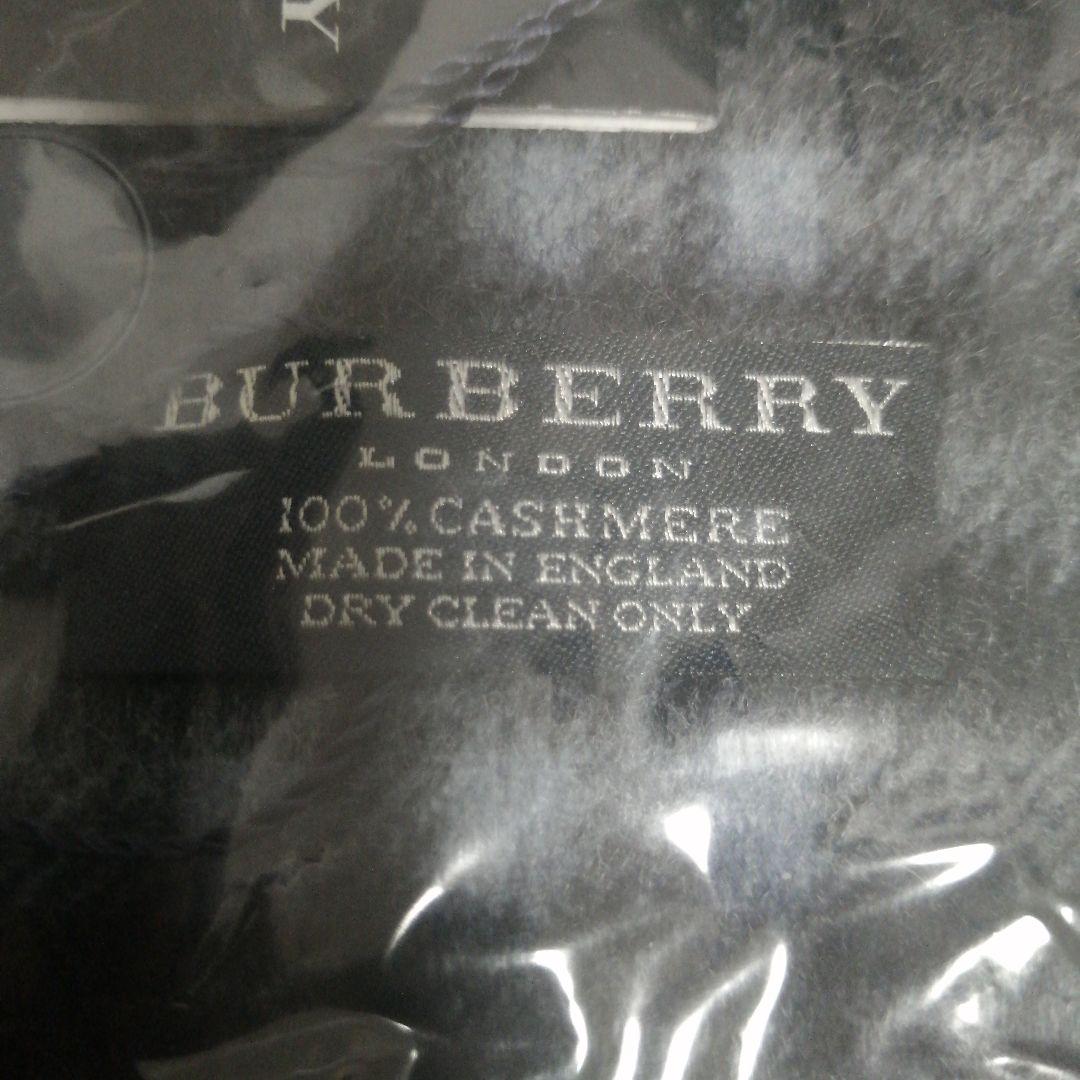 Y
BURBERRY
LONDON
100% CASHMERE
MADE IN ENGLAND
DRY CLEAN ONLY